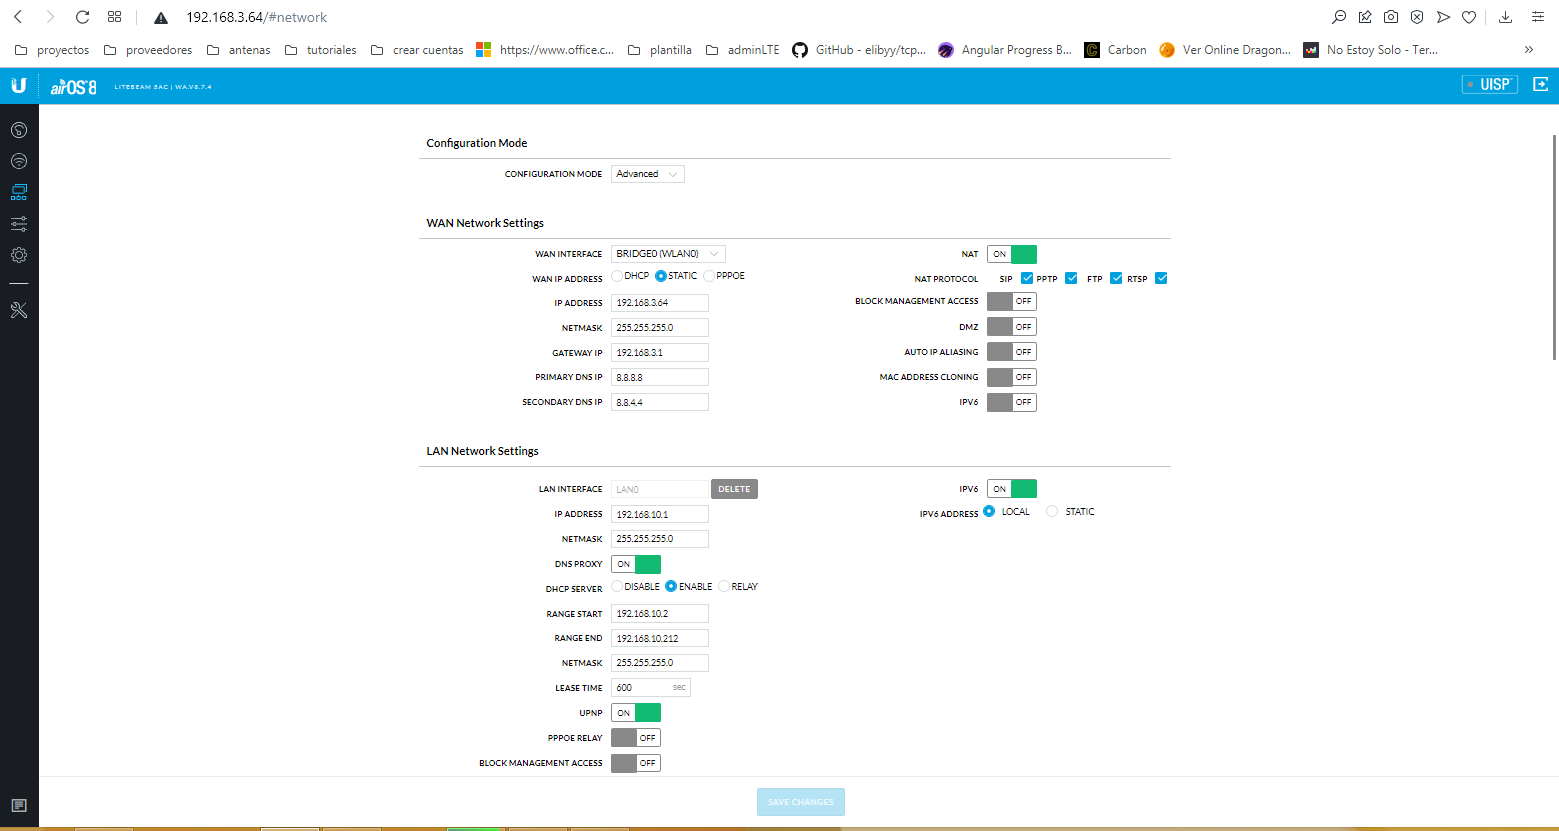 192.168.3.64/#network
proyectos proveedores antenas tutoriales crear cuentas https://www.office.c... plantilla adminLTE GitHub - elibyy/tcp... Angular Progress B... Carbon Ver Online Dragon... No Estoy Solo - Ter... »
U airOS 8 LITEBEAM 5AC | WA.V8.7.4 UISP
Configuration Mode
CONFIGURATION MODE Advanced
WAN Network Settings
WAN INTERFACE BRIDGE0 (WLAN0) NAT ON
WAN IP ADDRESS DHCP STATIC PPPOE NAT PROTOCOL SIP PPTP FTP RTSP
IP ADDRESS 192.168.3.64 BLOCK MANAGEMENT ACCESS OFF
NETMASK 255.255.255.0 DMZ OFF
GATEWAY IP 192.168.3.1 AUTO IP ALIASING OFF
PRIMARY DNS IP 8.8.8.8 MAC ADDRESS CLONING OFF
SECONDARY DNS IP 8.8.4.4 IPV6 OFF
LAN Network Settings
LAN INTERFACE LAN0 DELETE IPV6 ON
IP ADDRESS 192.168.10.1 IPV6 ADDRESS LOCAL STATIC
NETMASK 255.255.255.0
DNS PROXY ON
DHCP SERVER DISABLE ENABLE RELAY
RANGE START 192.168.10.2
RANGE END 192.168.10.212
NETMASK 255.255.255.0
LEASE TIME 600 sec
UPNP ON
PPPOE RELAY OFF
BLOCK MANAGEMENT ACCESS OFF
SAVE CHANGES